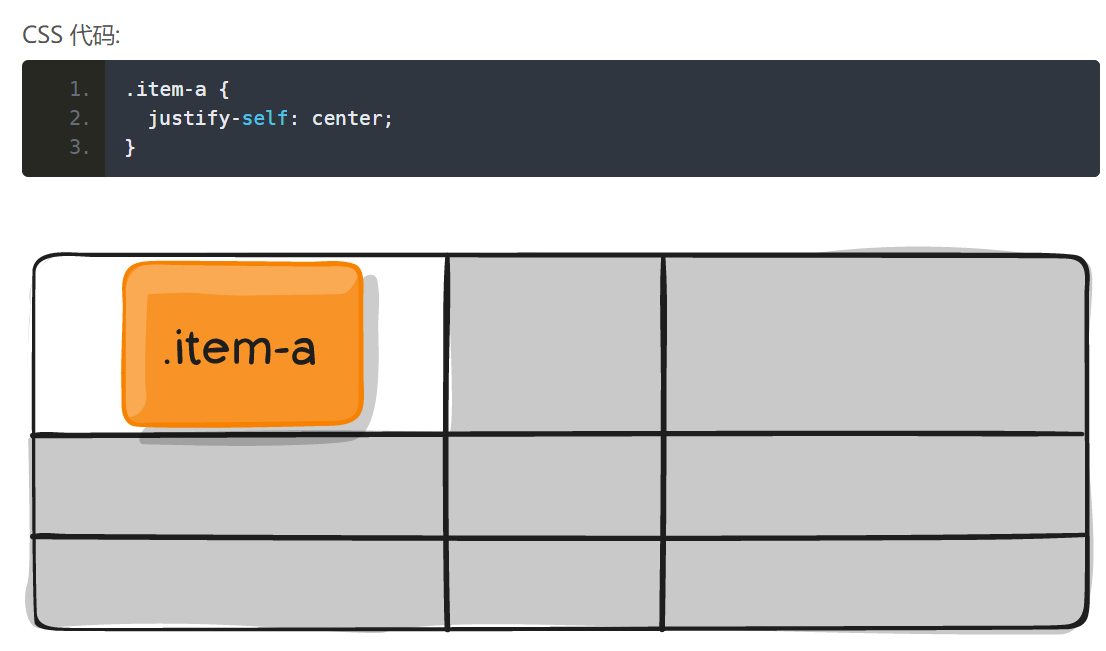 CSS 代码:
1. .item-a {
2. justify-self: center;
3. }
.item-a